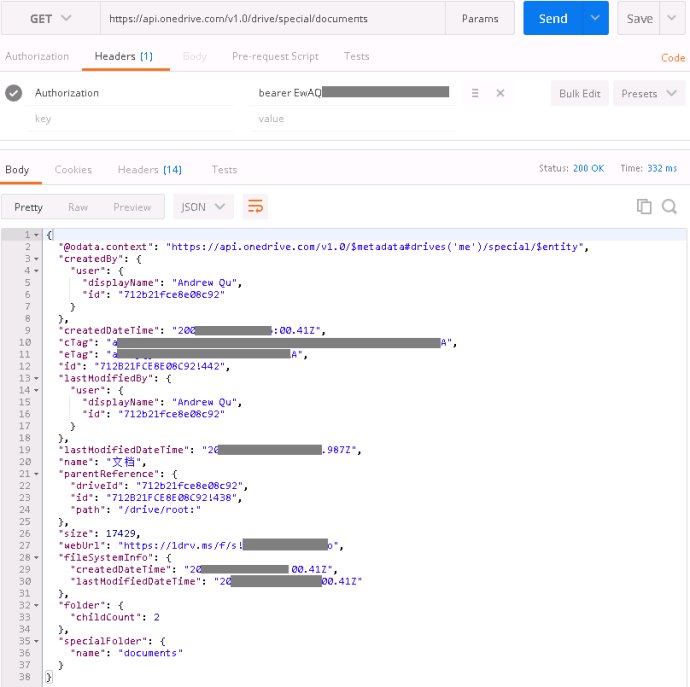 GET https://api.onedrive.com/v1.0/drive/special/documents Params Send Save
Authorization Headers (1) Body Pre-request Script Tests Code
Authorization bearer EwAQ Bulk Edit Presets
key value
Body Cookies Headers (14) Tests Status: 200 OK Time: 332 ms
Pretty Raw Preview JSON
1 {
2 "@odata.context": "https://api.onedrive.com/v1.0/$metadata#drives('me')/special/$entity",
3 "createdBy": {
4 "user": {
5 "displayName": "Andrew Qu",
6 "id": "712b21fce8e08c92"
7 }
8 },
9 "createdDateTime": "200 :00.41Z",
10 "cTag": "a A",
11 "eTag": "a A",
12 "id": "712B21FCE8E08C92!442",
13 "lastModifiedBy": {
14 "user": {
15 "displayName": "Andrew Qu",
16 "id": "712b21fce8e08c92"
17 }
18 },
19 "lastModifiedDateTime": "20 .987Z",
20 "name": "文档",
21 "parentReference": {
22 "driveId": "712b21fce8e08c92",
23 "id": "712B21FCE8E08C92!438",
24 "path": "/drive/root:"
25 },
26 "size": 17429,
27 "webUrl": "https://1drv.ms/f/s! o",
28 "fileSystemInfo": {
29 "createdDateTime": "20 00.41Z",
30 "lastModifiedDateTime": "20 00.41Z"
31 },
32 "folder": {
33 "childCount": 2
34 },
35 "specialFolder": {
36 "name": "documents"
37 }
38 }